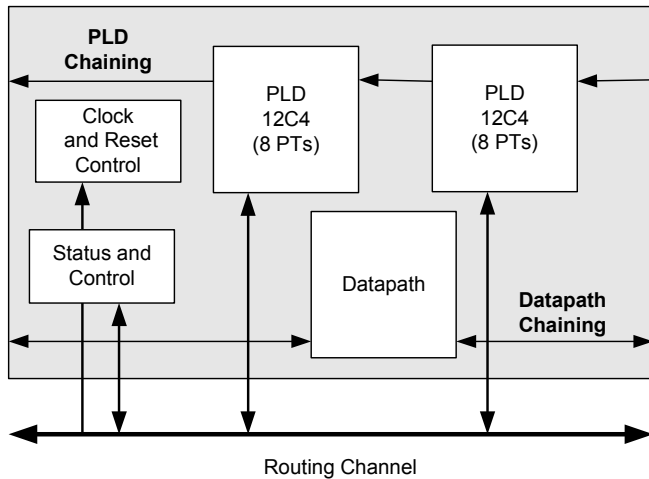 PLD
Chaining
PLD
12C4
(8 PTs)
PLD
12C4
(8 PTs)
Clock
and Reset
Control
Status and
Control
Datapath
Datapath
Chaining
Routing Channel